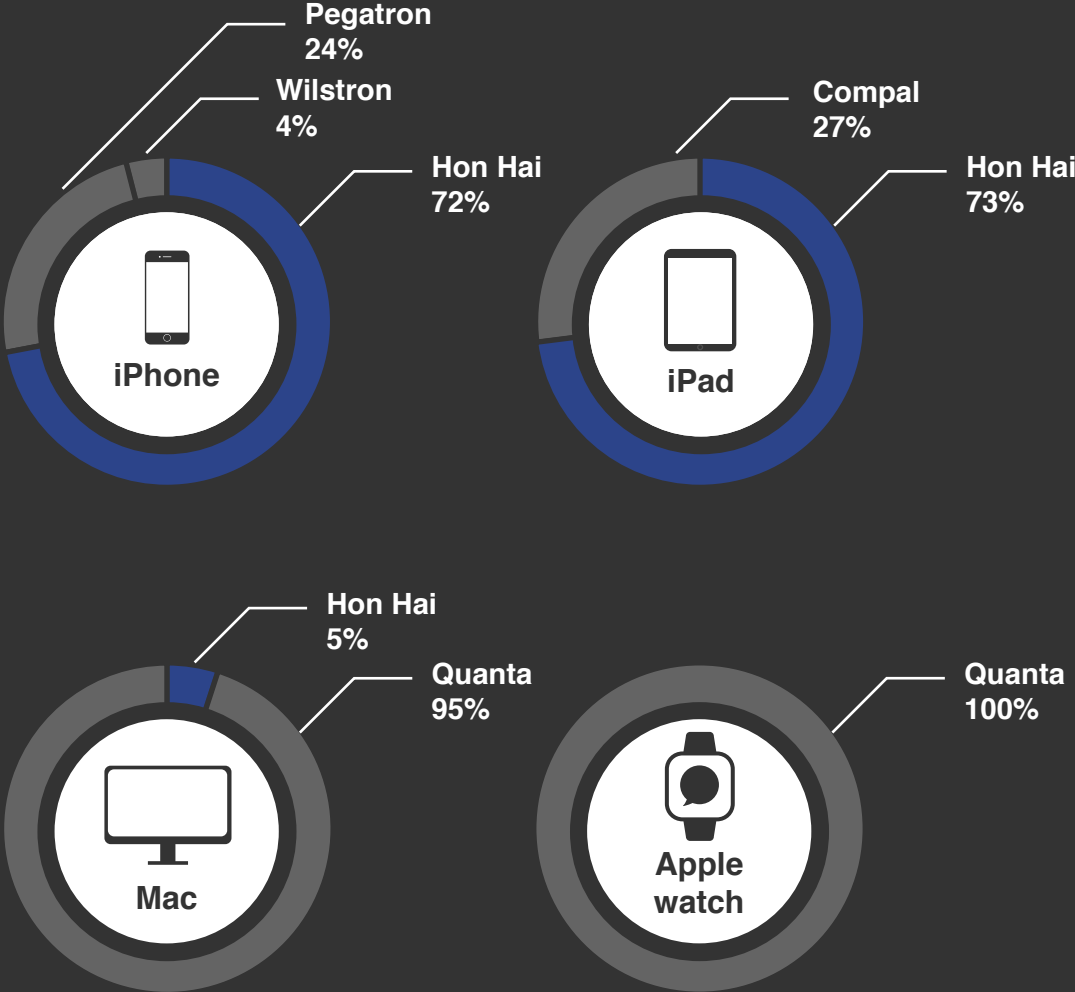 Pegatron
24%
Wilstron
4%
Hon Hai
72%
iPhone
Compal
27%
Hon Hai
73%
iPad
Hon Hai
5%
Quanta
95%
Mac
Quanta
100%
Apple
watch